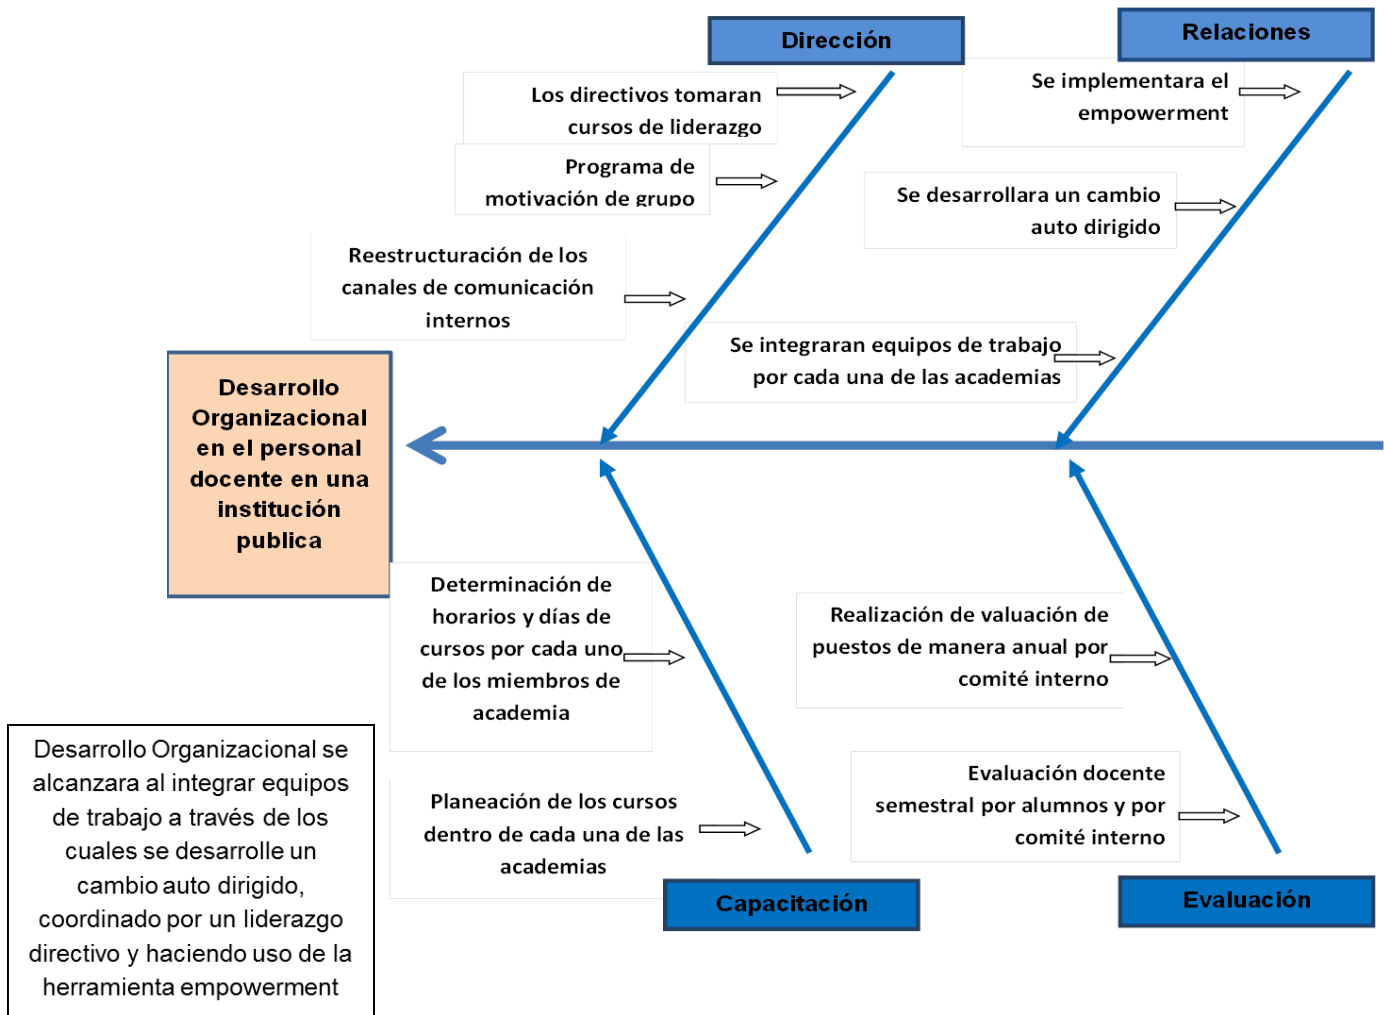 Dirección
Relaciones
Los directivos tomaran
cursos de liderazgo
Se implementara el
empowerment
Programa de
motivación de grupo
Se desarrollara un cambio
auto dirigido
Reestructuración de los
canales de comunicación
internos
Se integraran equipos de trabajo
por cada una de las academias
Desarrollo
Organizacional
en el personal
docente en una
institución
publica
Determinación de
horarios y días de
cursos por cada uno
de los miembros de
academia
Realización de valuación de
puestos de manera anual por
comité interno
Planeación de los cursos
dentro de cada una de las
academias
Evaluación docente
semestral por alumnos y por
comité interno
Capacitación
Evaluación
Desarrollo Organizacional se
alcanzara al integrar equipos
de trabajo a través de los
cuales se desarrolle un
cambio auto dirigido,
coordinado por un liderazgo
directivo y haciendo uso de la
herramienta empowerment